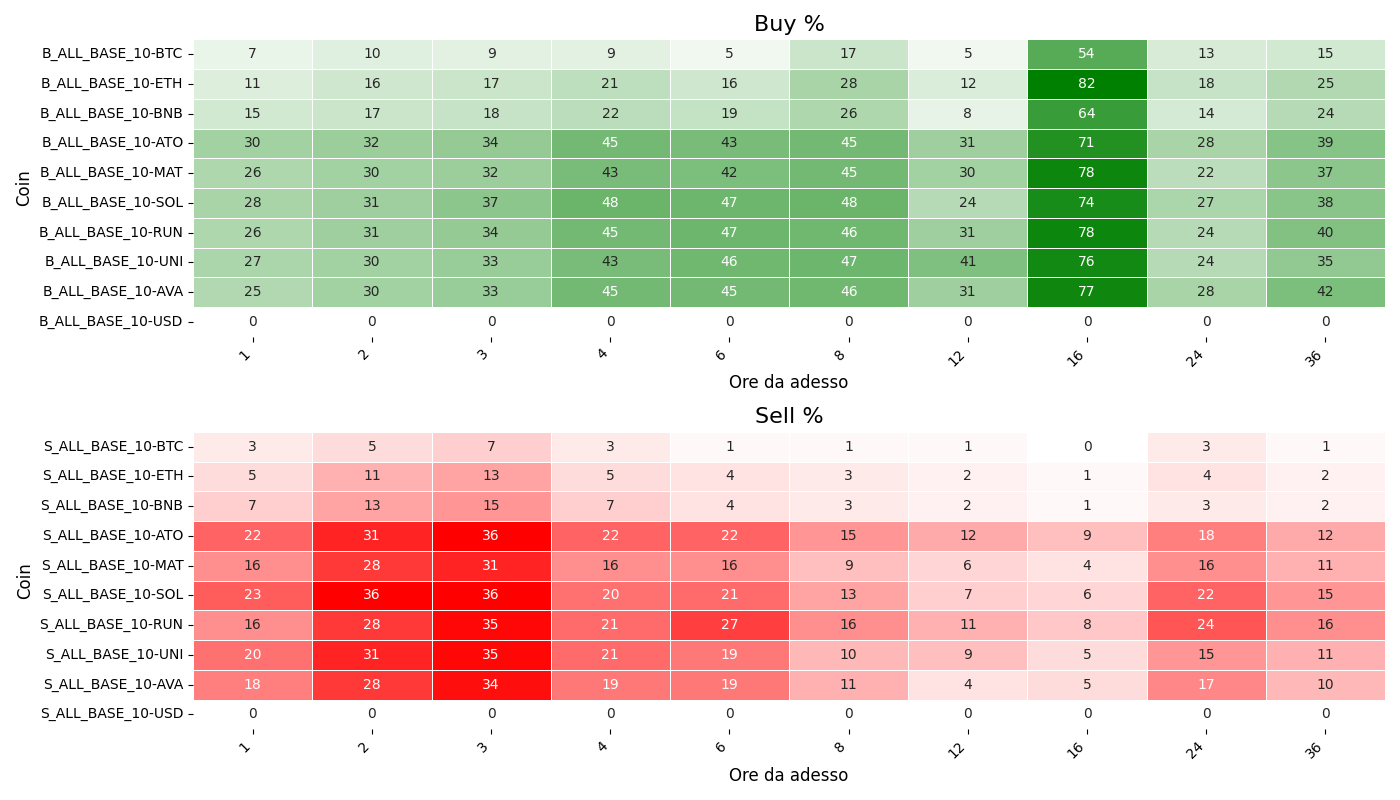 Buy %
B_ALL_BASE_10-BTC 7 10 9 9 5 17 5 54 13 15
B_ALL_BASE_10-ETH 11 16 17 21 16 28 12 82 18 25
B_ALL_BASE_10-BNB 15 17 18 22 19 26 8 64 14 24
B_ALL_BASE_10-ATO 30 32 34 45 43 45 31 71 28 39
B_ALL_BASE_10-MAT 26 30 32 43 42 45 30 78 22 37
B_ALL_BASE_10-SOL 28 31 37 48 47 48 24 74 27 38
B_ALL_BASE_10-RUN 26 31 34 45 47 46 31 78 24 40
B_ALL_BASE_10-UNI 27 30 33 43 46 47 41 76 24 35
B_ALL_BASE_10-AVA 25 30 33 45 45 46 31 77 28 42
B_ALL_BASE_10-USD 0 0 0 0 0 0 0 0 0 0
Coin
1 2 3 4 6 8 12 16 24 36
Ore da adesso
Sell %
S_ALL_BASE_10-BTC 3 5 7 3 1 1 1 0 3 1
S_ALL_BASE_10-ETH 5 11 13 5 4 3 2 1 4 2
S_ALL_BASE_10-BNB 7 13 15 7 4 3 2 1 3 2
S_ALL_BASE_10-ATO 22 31 36 22 22 15 12 9 18 12
S_ALL_BASE_10-MAT 16 28 31 16 16 9 6 4 16 11
S_ALL_BASE_10-SOL 23 36 36 20 21 13 7 6 22 15
S_ALL_BASE_10-RUN 16 28 35 21 27 16 11 8 24 16
S_ALL_BASE_10-UNI 20 31 35 21 19 10 9 5 15 11
S_ALL_BASE_10-AVA 18 28 34 19 19 11 4 5 17 10
S_ALL_BASE_10-USD 0 0 0 0 0 0 0 0 0 0
Coin
1 2 3 4 6 8 12 16 24 36
Ore da adesso